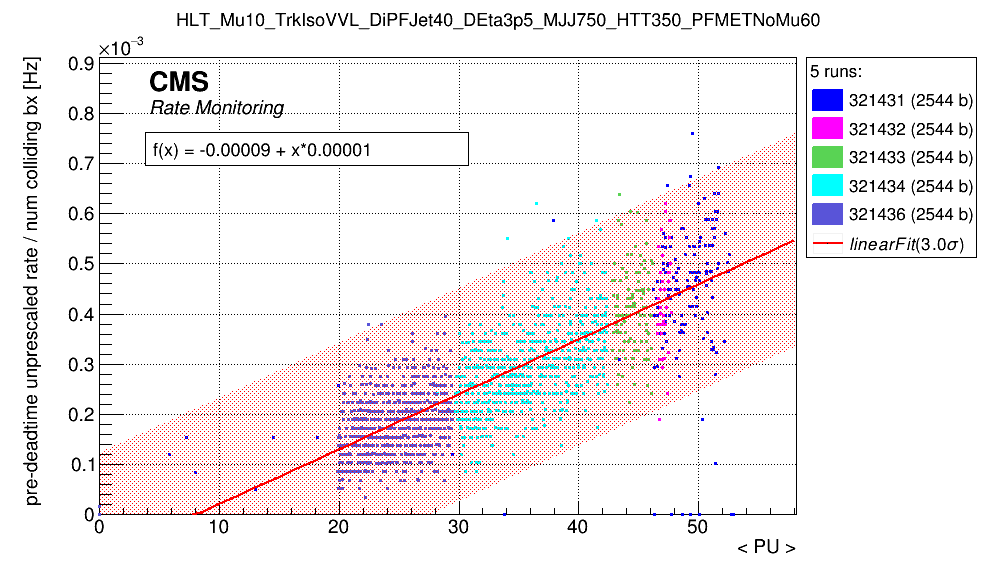 HLT_Mu10_TrkIsoVVL_DiPFJet40_DEta3p5_MJJ750_HTT350_PFMETNoMu60
×10⁻³
pre-deadtime unprescaled rate / num colliding bx [Hz]
0.9
0.8
0.7
0.6
0.5
0.4
0.3
0.2
0.1
0
CMS
Rate Monitoring
f(x) = -0.00009 + x*0.00001
0 10 20 30 40 50
< PU >
5 runs:
321431 (2544 b)
321432 (2544 b)
321433 (2544 b)
321434 (2544 b)
321436 (2544 b)
linearFit(3.0σ)